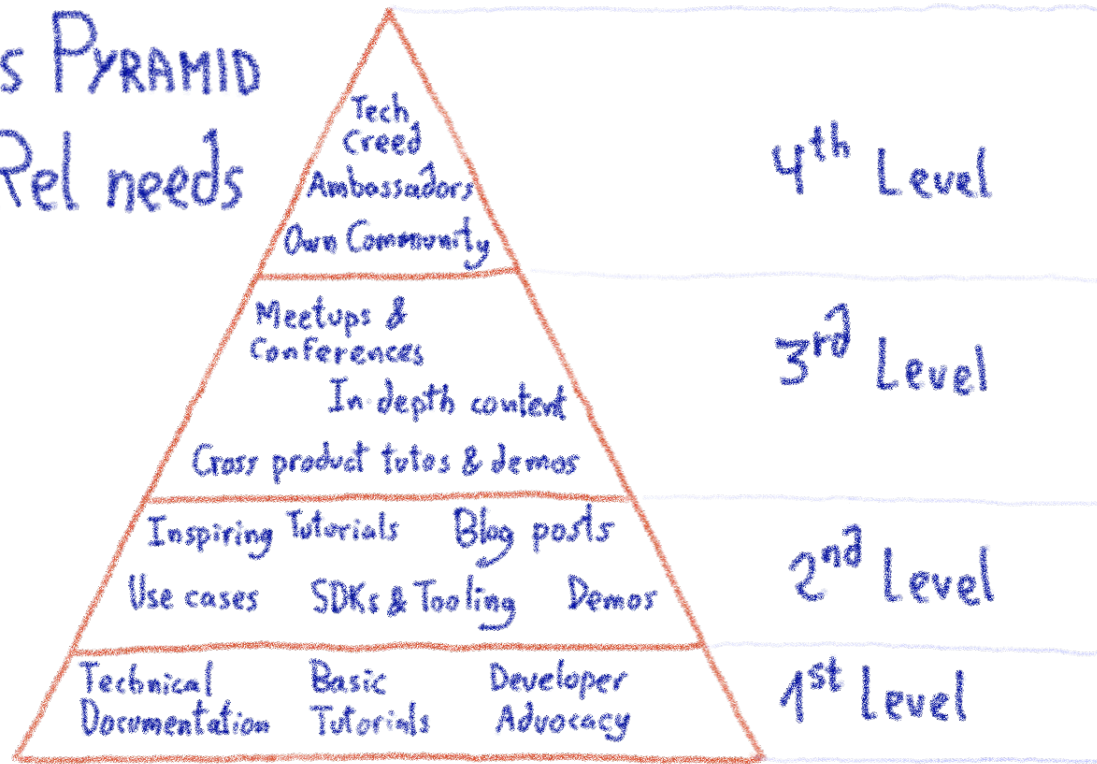 s PYRAMID
Rel needs
Tech
Creed
Ambassadors
Own Community
4th Level
Meetups &
Conferences
In-depth content
Cross product tutos & demos
3rd Level
Inspiring Tutorials Blog posts
Use cases SDKs & Tooling Demos
2nd Level
Technical Basic Developer
Documentation Tutorials Advocacy
1st Level